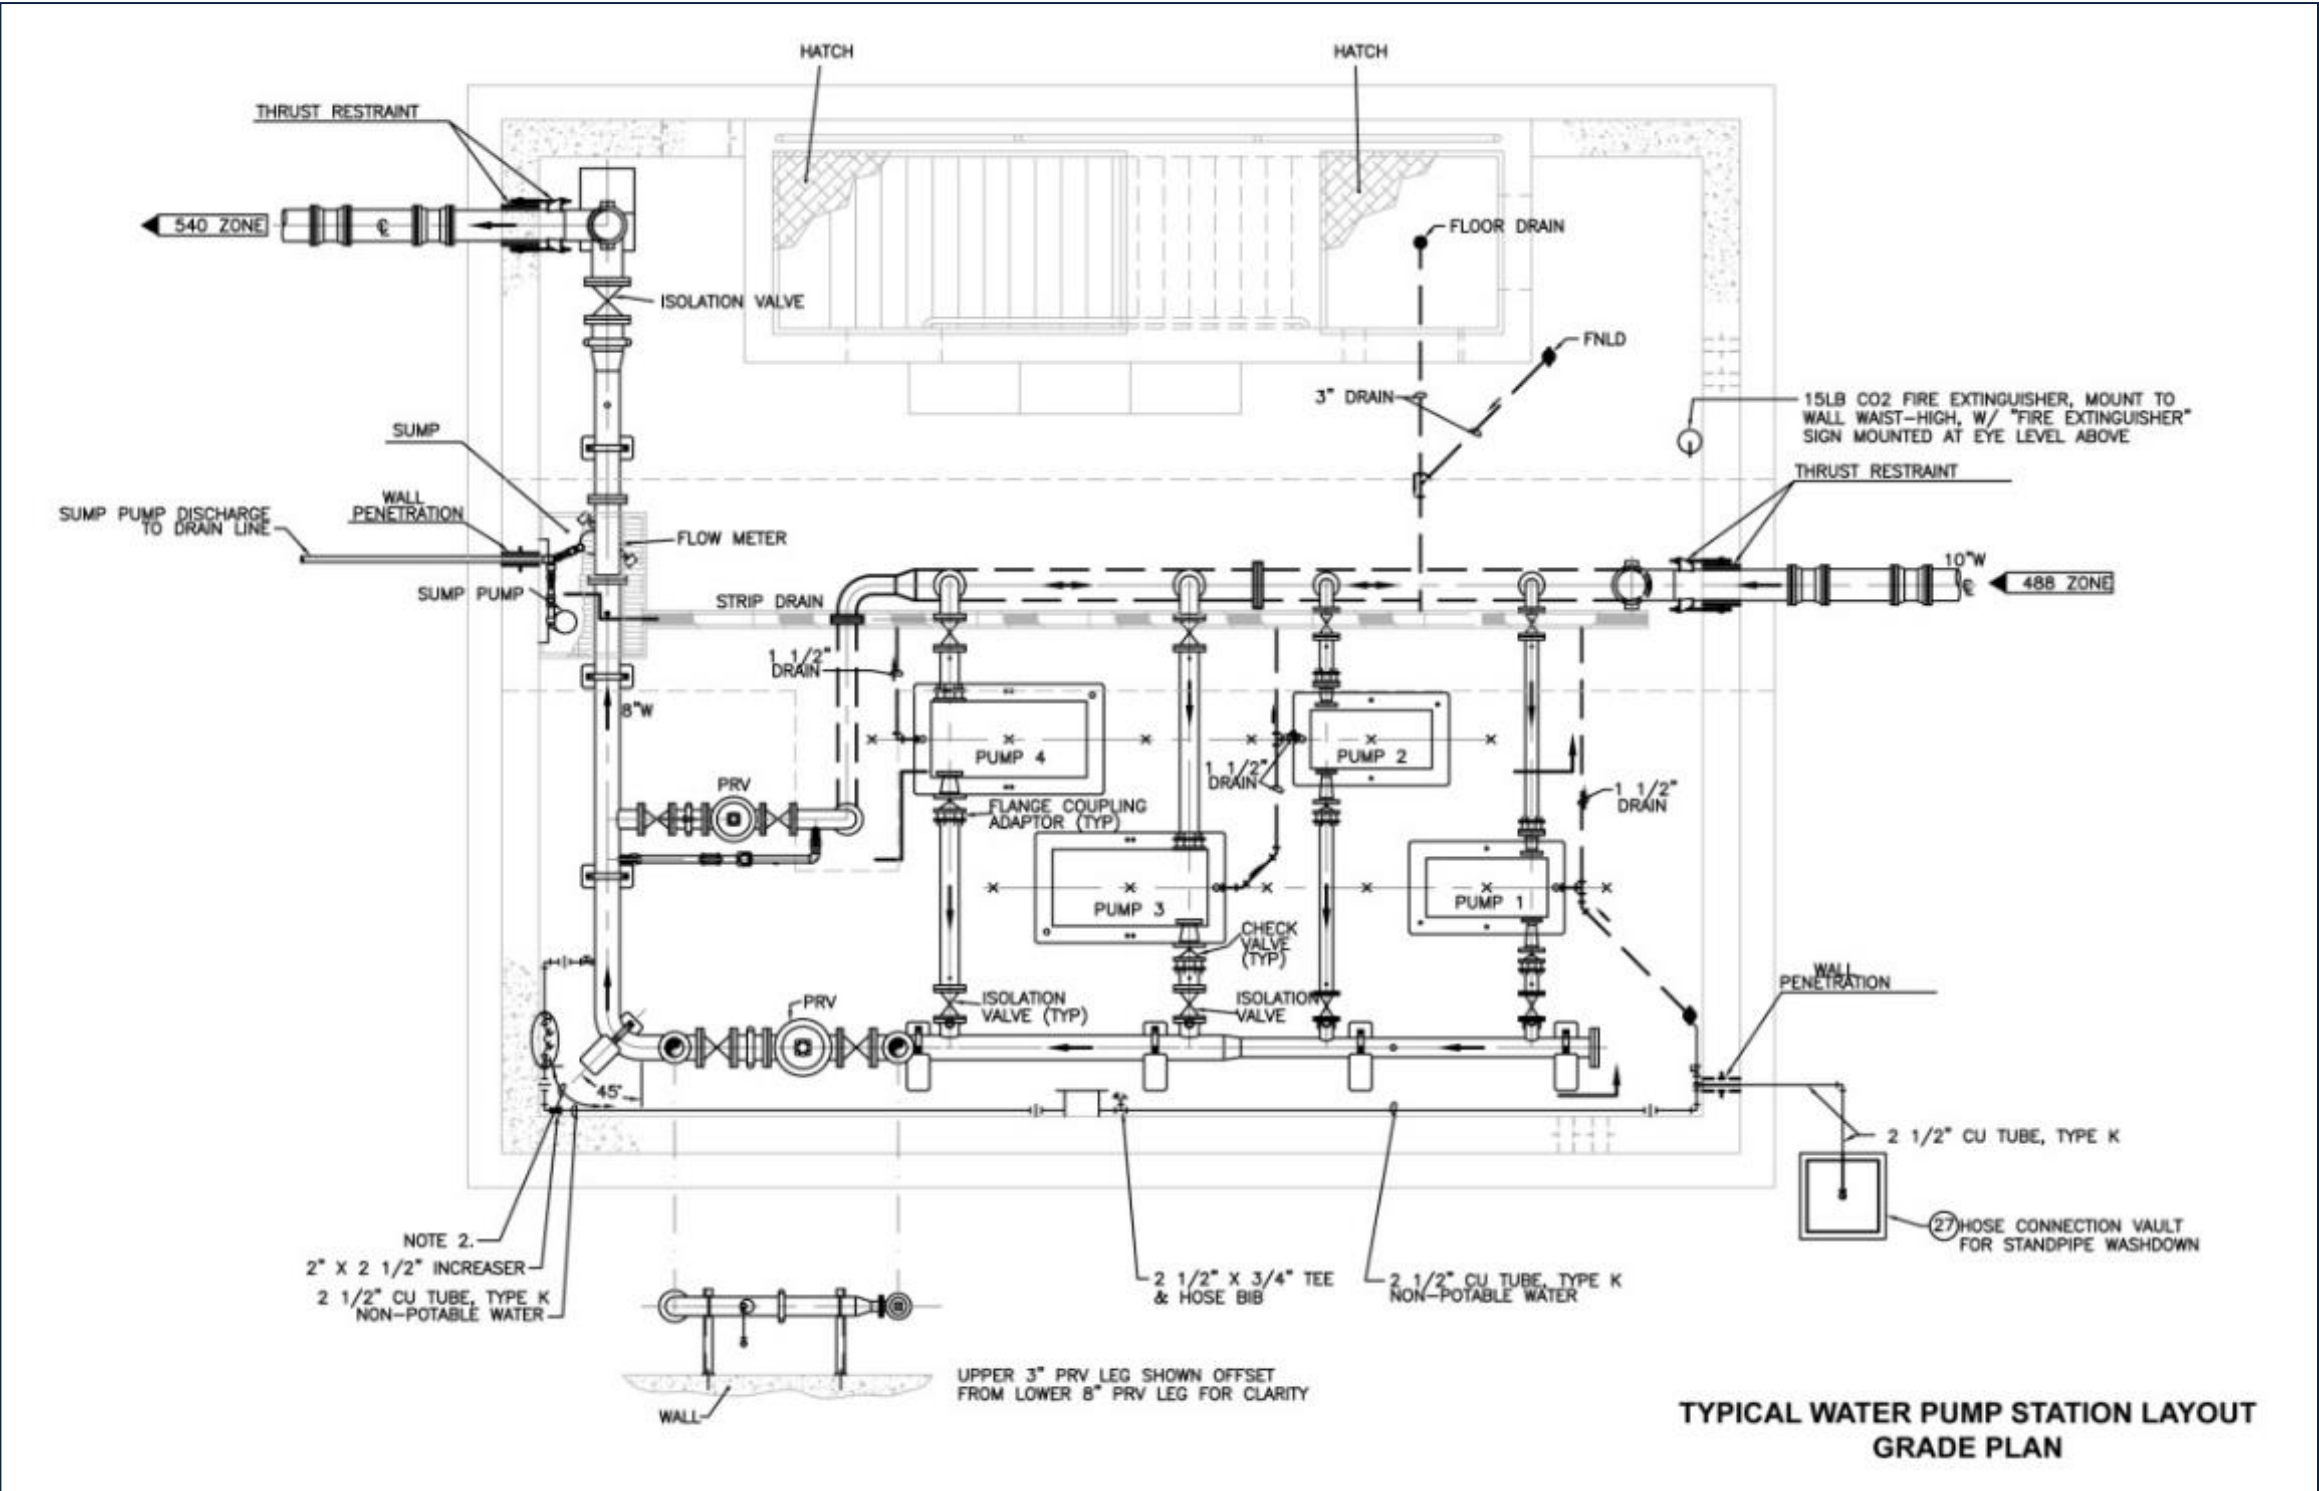 HATCH
HATCH
THRUST RESTRAINT
540 ZONE
℄
ISOLATION VALVE
FLOOR DRAIN
FNLD
3" DRAIN
15LB CO2 FIRE EXTINGUISHER, MOUNT TO
WALL WAIST-HIGH, W/ "FIRE EXTINGUISHER"
SIGN MOUNTED AT EYE LEVEL ABOVE
THRUST RESTRAINT
SUMP
WALL
PENETRATION
SUMP PUMP DISCHARGE
TO DRAIN LINE
FLOW METER
SUMP PUMP
STRIP DRAIN
10"W
℄
488 ZONE
1 1/2"
DRAIN
8"W
PUMP 4
PUMP 2
1 1/2"
DRAIN
1 1/2"
DRAIN
PRV
FLANGE COUPLING
ADAPTOR (TYP)
PUMP 3
PUMP 1
CHECK
VALVE
(TYP)
PRV
ISOLATION
VALVE (TYP)
ISOLATION
VALVE
WALL
PENETRATION
45°
2 1/2" CU TUBE, TYPE K
27
HOSE CONNECTION VAULT
FOR STANDPIPE WASHDOWN
NOTE 2.
2" X 2 1/2" INCREASER
2 1/2" CU TUBE, TYPE K
NON-POTABLE WATER
2 1/2" X 3/4" TEE
& HOSE BIB
2 1/2" CU TUBE, TYPE K
NON-POTABLE WATER
UPPER 3" PRV LEG SHOWN OFFSET
FROM LOWER 8" PRV LEG FOR CLARITY
WALL
TYPICAL WATER PUMP STATION LAYOUT
GRADE PLAN